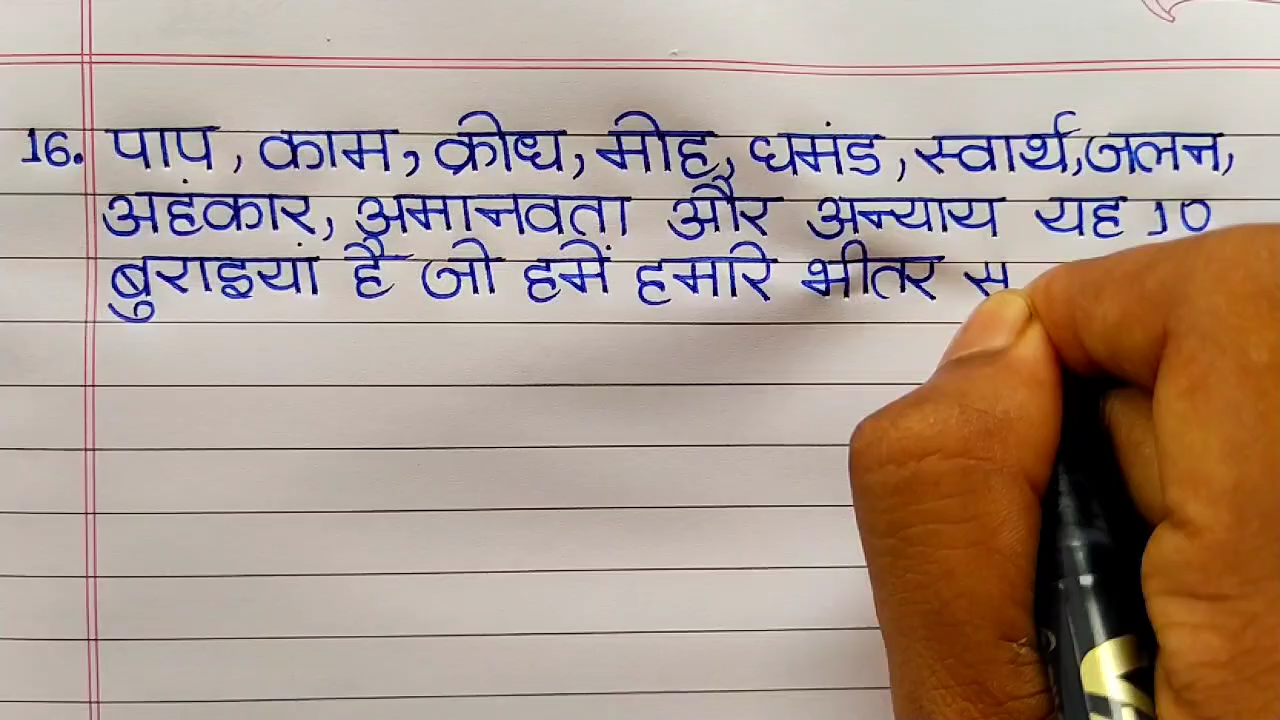 16. पाप, काम, क्रोध, मोह, घमंड, स्वार्थ, जलन,
अहंकार, अमानवता और अन्याय यह 10
बुराइयां है जो हमें हमारे भीतर स